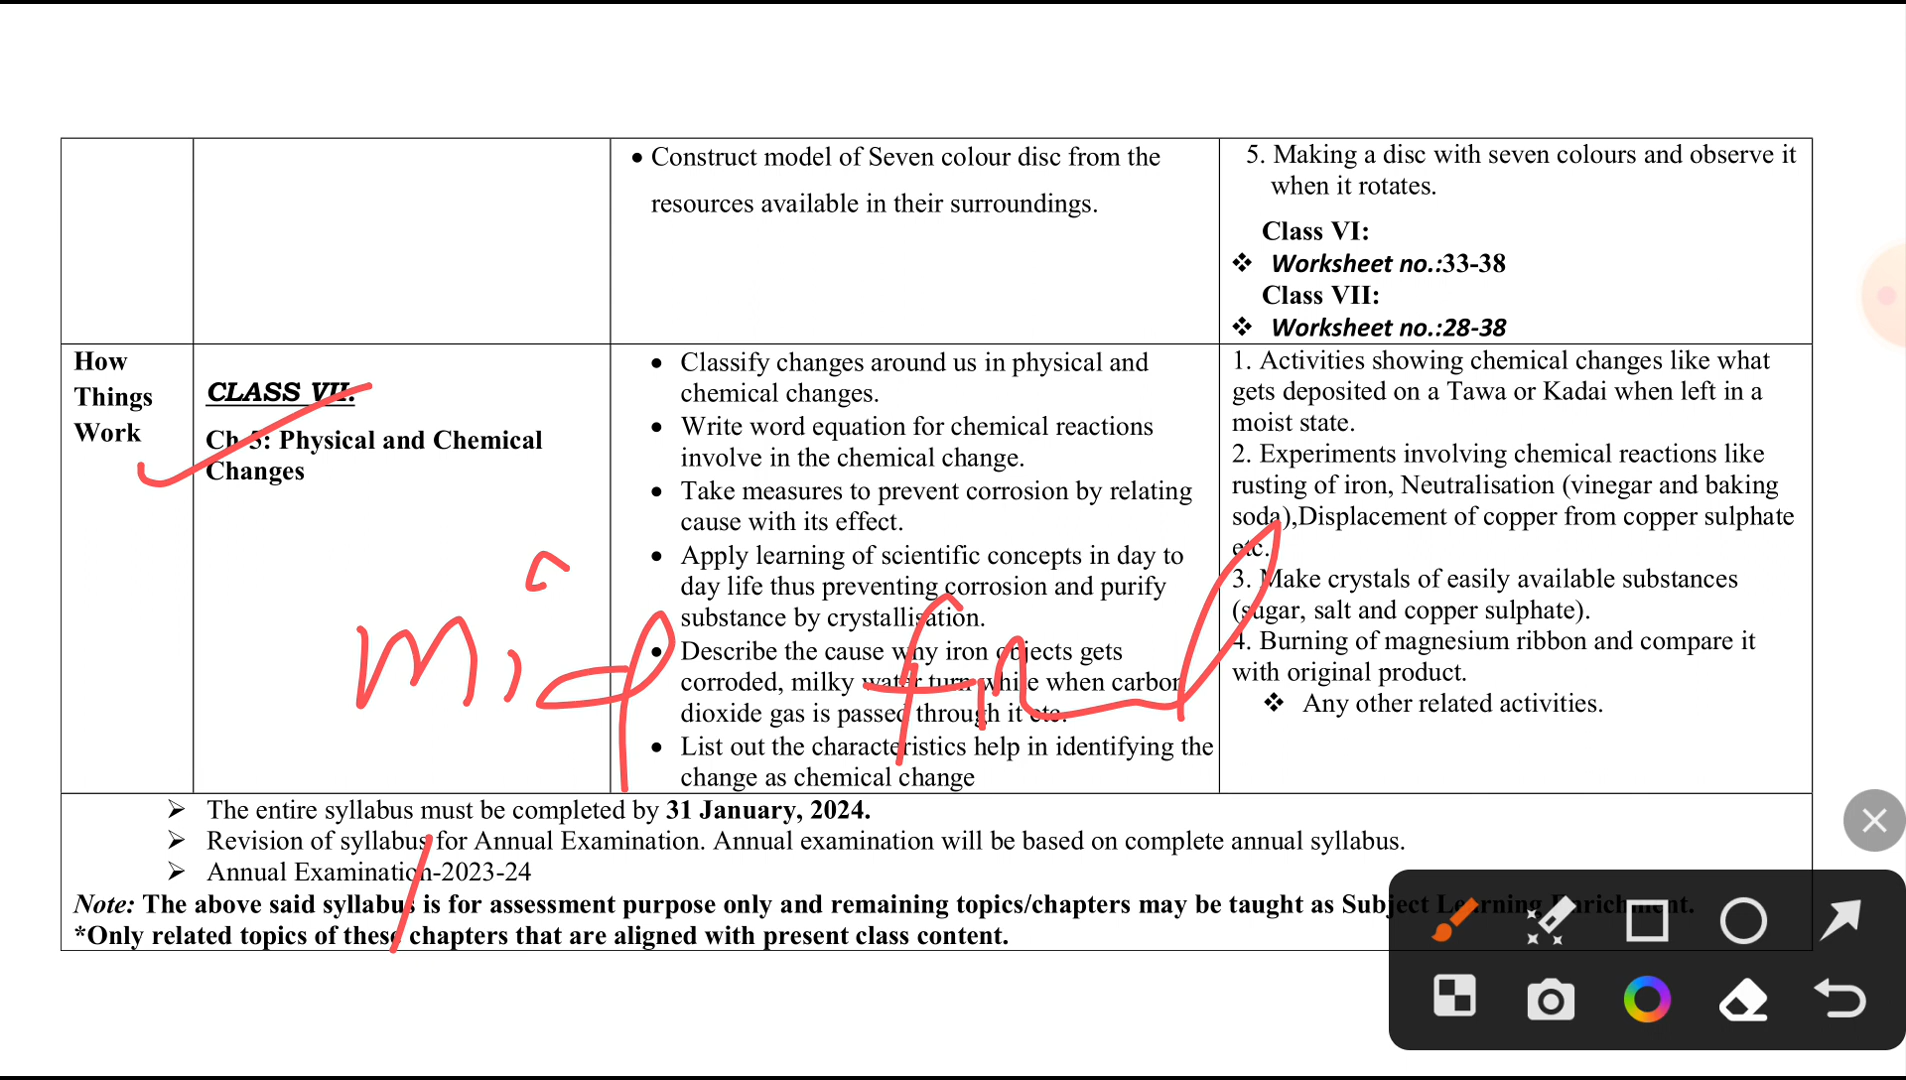 • Construct model of Seven colour disc from the
resources available in their surroundings.
5. Making a disc with seven colours and observe it
when it rotates.
Class VI:
❖ Worksheet no.:33-38
Class VII:
❖ Worksheet no.:28-38
How
Things
Work
CLASS VII:
Ch-5: Physical and Chemical
Changes
• Classify changes around us in physical and
chemical changes.
• Write word equation for chemical reactions
involve in the chemical change.
• Take measures to prevent corrosion by relating
cause with its effect.
• Apply learning of scientific concepts in day to
day life thus preventing corrosion and purify
substance by crystallisation.
• Describe the cause why iron objects gets
corroded, milky water turn while when carbon
dioxide gas is passed through it etc.
• List out the characteristics help in identifying the
change as chemical change
1. Activities showing chemical changes like what
gets deposited on a Tawa or Kadai when left in a
moist state.
2. Experiments involving chemical reactions like
rusting of iron, Neutralisation (vinegar and baking
soda),Displacement of copper from copper sulphate
etc.
3. Make crystals of easily available substances
(sugar, salt and copper sulphate).
4. Burning of magnesium ribbon and compare it
with original product.
❖ Any other related activities.
Mid final
➢ The entire syllabus must be completed by 31 January, 2024.
➢ Revision of syllabus for Annual Examination. Annual examination will be based on complete annual syllabus.
➢ Annual Examination-2023-24
Note: The above said syllabus is for assessment purpose only and remaining topics/chapters may be taught as Subject Learning Enrichment.
*Only related topics of these chapters that are aligned with present class content.